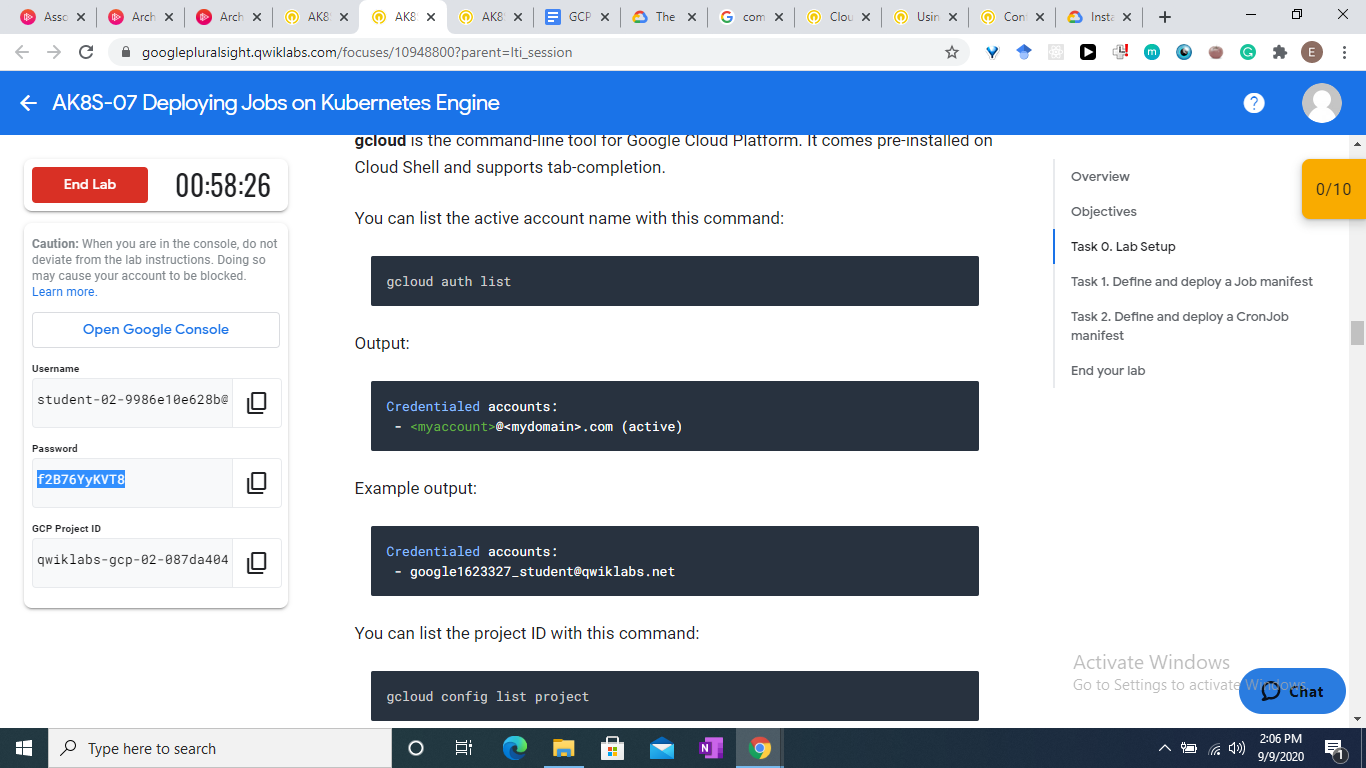 Asso
Arch
Arch
AK8
AK8
AK8
GCP
The
com
Clou
Usin
Con
Insta
googlepluralsight.qwiklabs.com/focuses/10948800?parent=lti_session
E
AK8S-07 Deploying Jobs on Kubernetes Engine
End Lab
00:58:26
Caution: When you are in the console, do not
deviate from the lab instructions. Doing so
may cause your account to be blocked.
Learn more.
Open Google Console
Username
student-02-9986e10e628b@
Password
f2B76YyKVT8
GCP Project ID
qwiklabs-gcp-02-087da404
gcloud is the command-line tool for Google Cloud Platform. It comes pre-installed on
Cloud Shell and supports tab-completion.
You can list the active account name with this command:
gcloud auth list
Output:
Credentialed accounts:
- <myaccount>@<mydomain>.com (active)
Example output:
Credentialed accounts:
- google1623327_student@qwiklabs.net
You can list the project ID with this command:
gcloud config list project
Overview
Objectives
Task 0. Lab Setup
Task 1. Define and deploy a Job manifest
Task 2. Define and deploy a CronJob
manifest
End your lab
0/10
Activate Windows
Go to Settings to activate Windows.
Chat
Type here to search
2:06 PM
9/9/2020
1